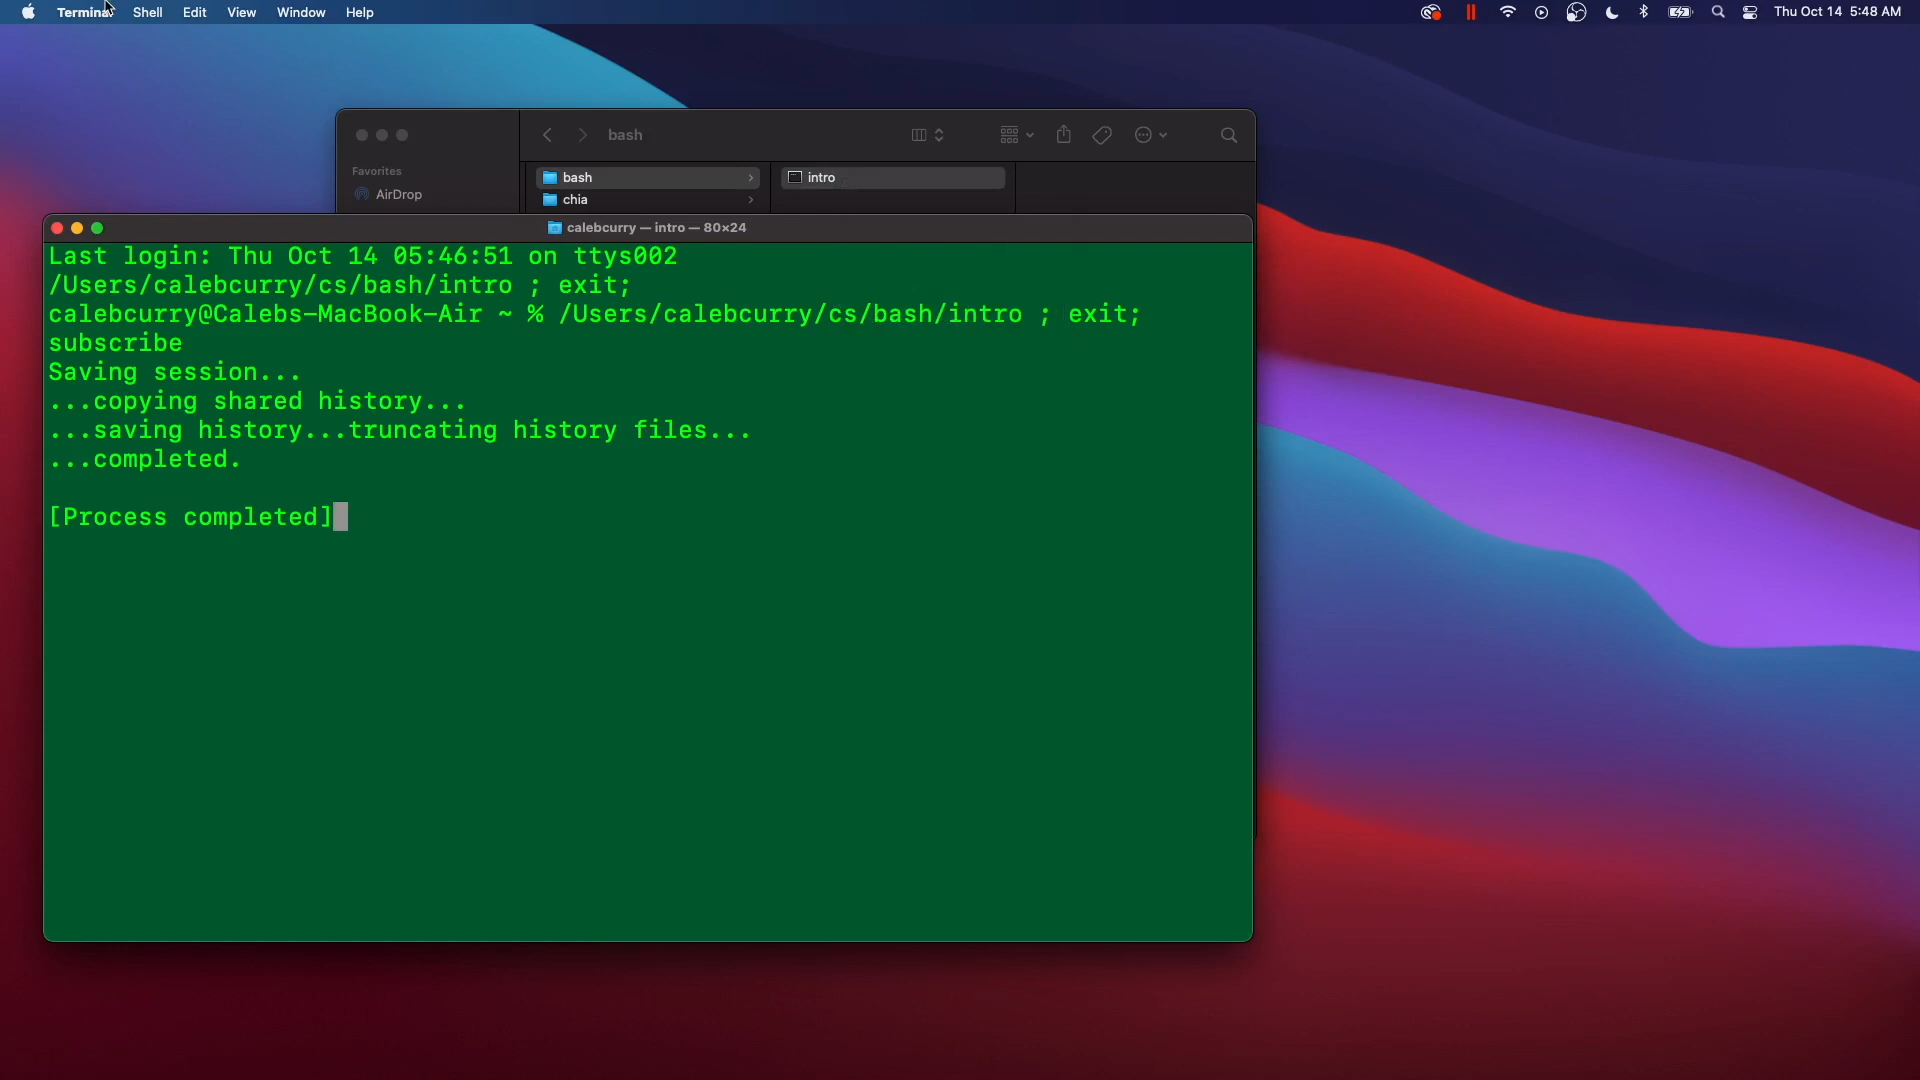 Terminal Shell Edit View Window Help Thu Oct 14 5:48 AM
bash
Favorites
AirDrop
bash
chia
intro
calebcurry — intro — 80×24
Last login: Thu Oct 14 05:46:51 on ttys002
/Users/calebcurry/cs/bash/intro ; exit;
calebcurry@Calebs-MacBook-Air ~ % /Users/calebcurry/cs/bash/intro ; exit;
subscribe
Saving session...
...copying shared history...
...saving history...truncating history files...
...completed.
[Process completed]